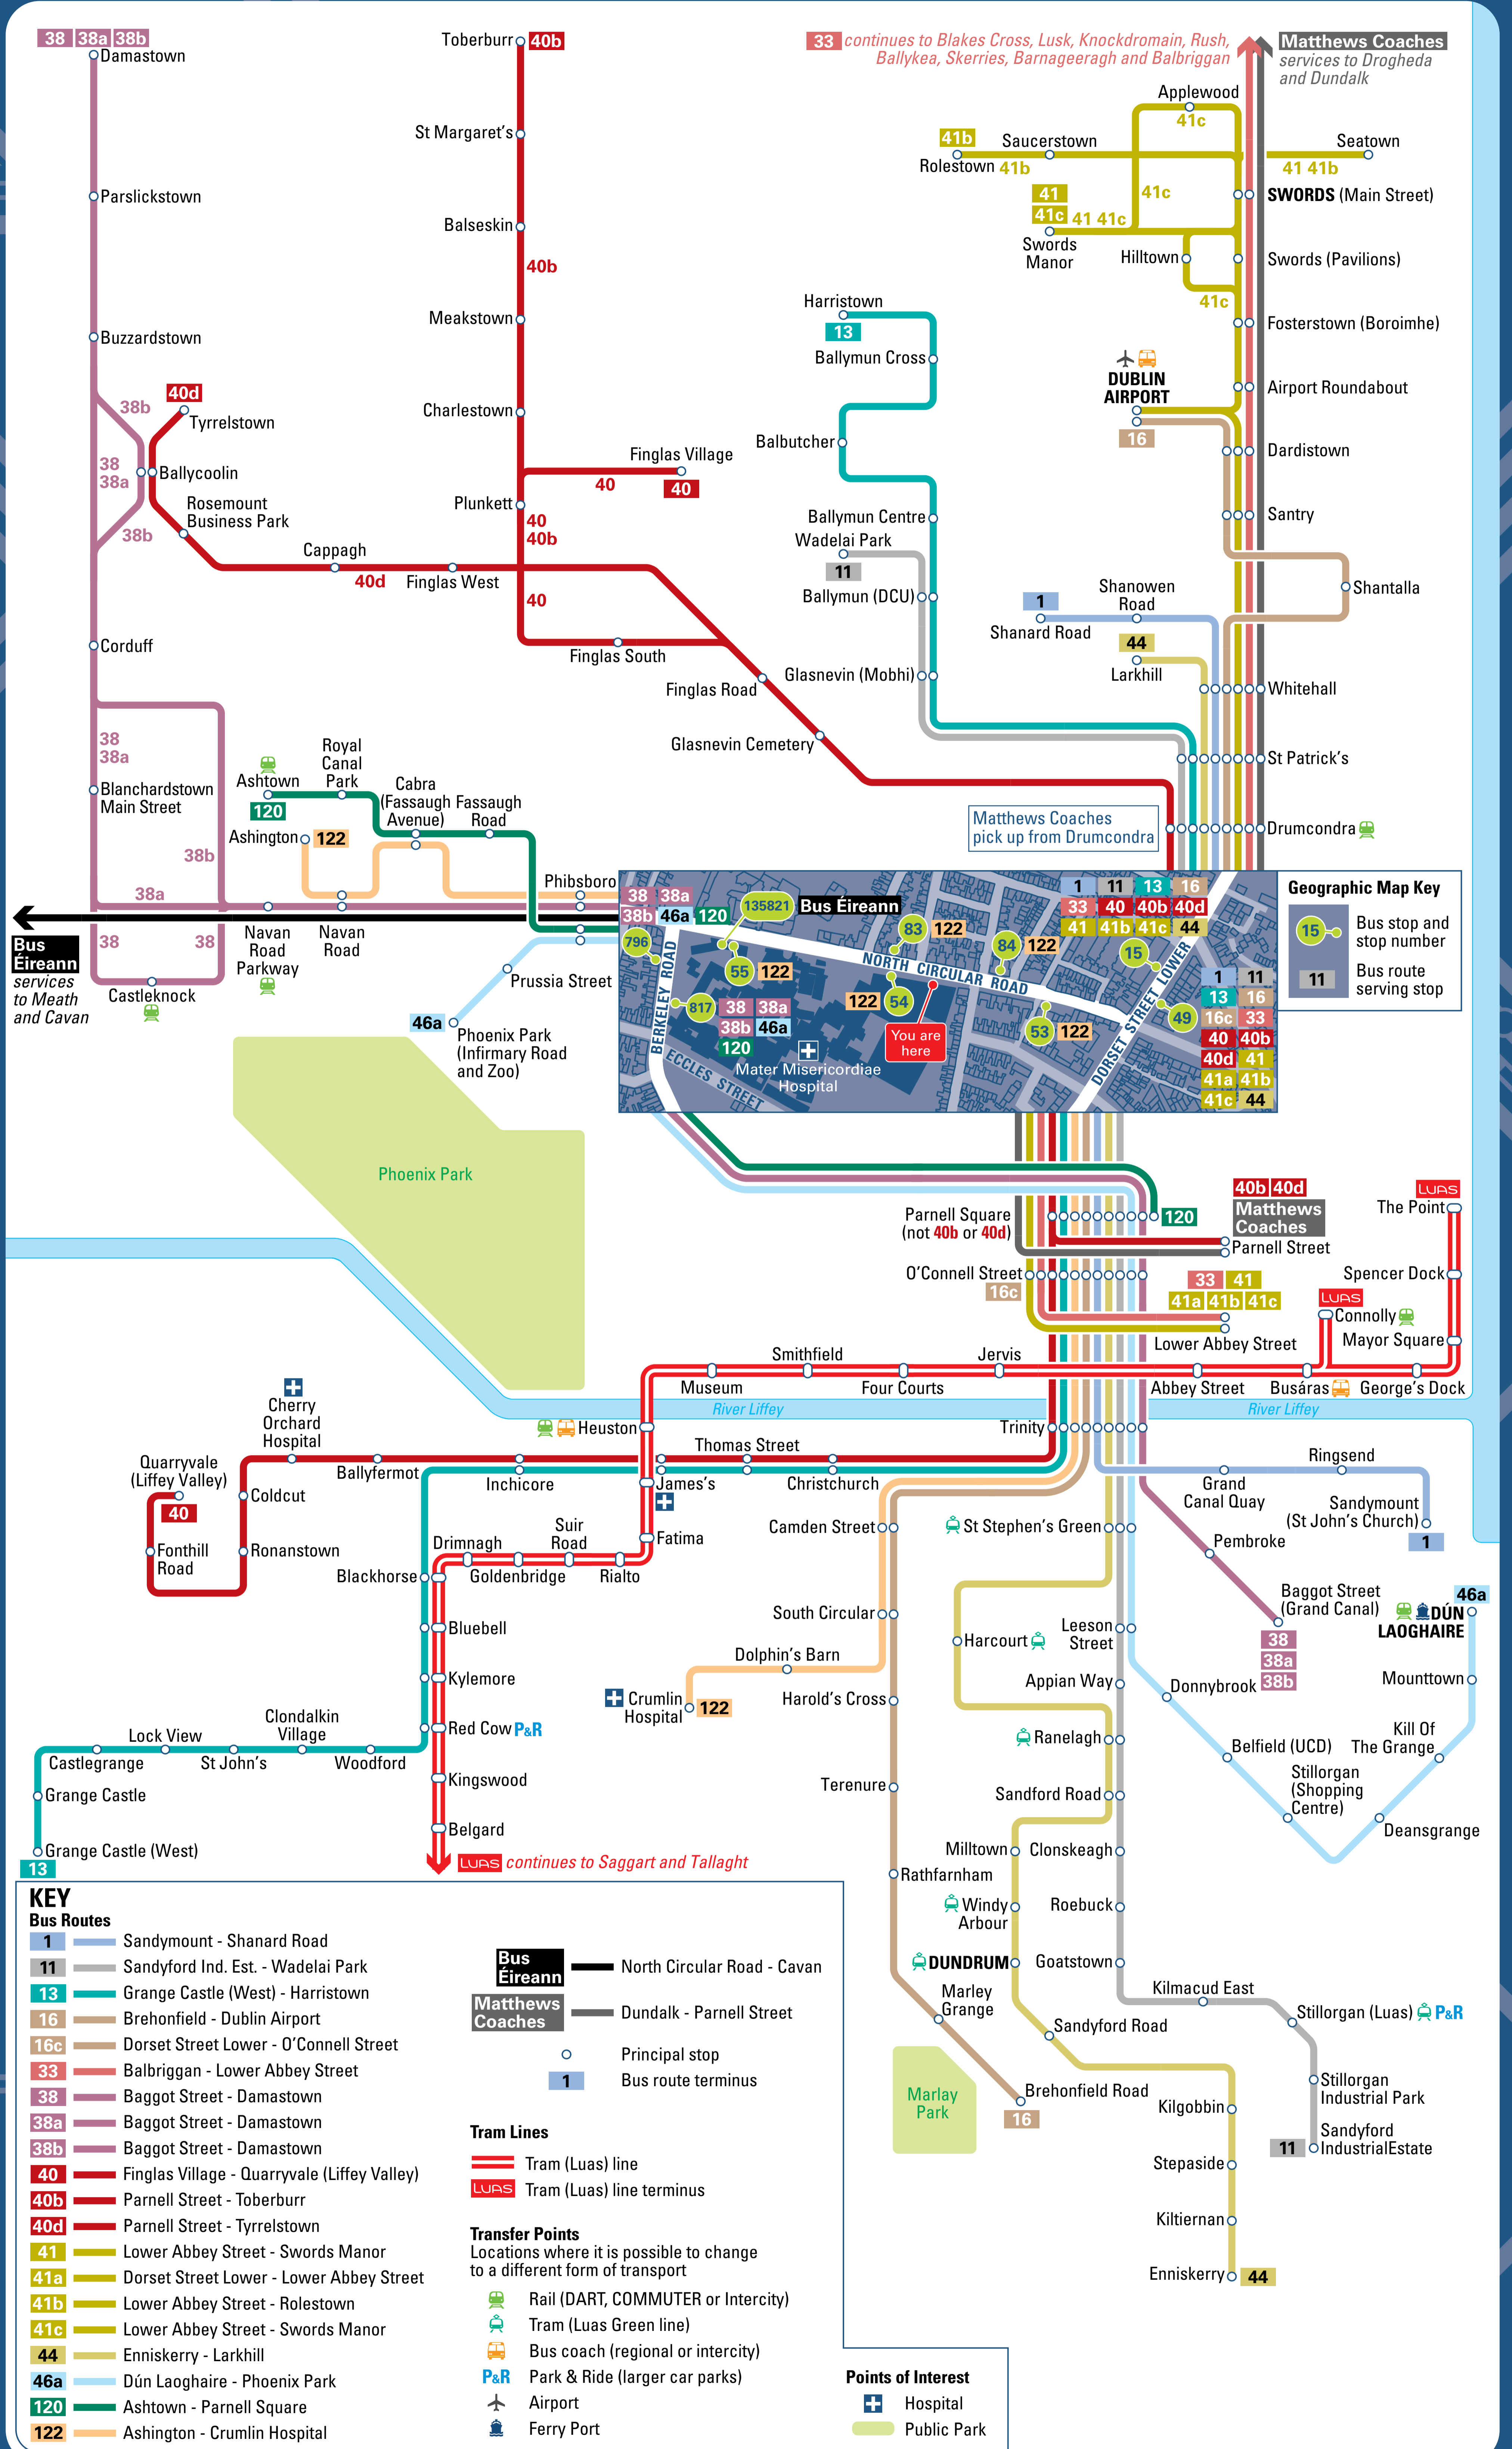 38 38a 38b
Damastown
Parslickstown
Buzzardstown
38b
38
38a
38b
40d
Tyrrelstown
Ballycoolin
Rosemount
Business Park
Cappagh
40d
Finglas West
Corduff
38
38a
Blanchardstown
Main Street
38b
38a
38
38
Castleknock
Toberburr
40b
St Margaret's
Balseskin
40b
Meakstown
Charlestown
Finglas Village
40
40
Plunkett
40
40b
40
Finglas South
Finglas Road
Glasnevin Cemetery
33 continues to Blakes Cross, Lusk, Knockdromain, Rush,
Ballykea, Skerries, Barnageeragh and Balbriggan
Matthews Coaches
services to Drogheda
and Dundalk
Applewood
41c
41b
Saucerstown
Rolestown 41b
Seatown
41 41b
41
41c 41 41c
41c
Swords
Manor
SWORDS (Main Street)
Hilltown
Swords (Pavilions)
41c
Fosterstown (Boroimhe)
DUBLIN
AIRPORT
16
Airport Roundabout
Dardistown
Santry
Shantalla
Harristown
13
Ballymun Cross
Balbutcher
Ballymun Centre
Wadelai Park
11
Ballymun (DCU)
Glasnevin (Mobhi)
1
Shanard Road
Shanowen
Road
44
Larkhill
Whitehall
St Patrick's
Matthews Coaches
pick up from Drumcondra
Drumcondra
Ashtown
120
Royal
Canal
Park
Cabra
(Fassaugh
Avenue)
Fassaugh
Road
Ashington
122
Phibsboro
Bus
Éireann
services
to Meath
and Cavan
Navan
Road
Parkway
Navan
Road
Prussia Street
46a
Phoenix Park
(Infirmary Road
and Zoo)
38 38a
38b 46a 120
135821
Bus Éireann
796
55 122
83 122
84 122
15
1 11 13 16
33 40 40b 40d
41 41b 41c 44
NORTH CIRCULAR ROAD
BERKELEY ROAD
817 38 38a
38b 46a
120
122 54
You are
here
53 122
49
DORSET STREET LOWER
ECCLES STREET
Mater Misericordiae
Hospital
1 11
13 16
16c 33
40 40b
40d 41
41a 41b
41c 44
Geographic Map Key
15
Bus stop and
stop number
11
Bus route
serving stop
Phoenix Park
Parnell Square
(not 40b or 40d)
120
40b 40d
Matthews
Coaches
Parnell Street
O'Connell Street
16c
33 41
41a 41b 41c
Lower Abbey Street
LUAS
The Point
Spencer Dock
LUAS
Connolly
Mayor Square
Museum
Smithfield
Four Courts
Jervis
Abbey Street
Busáras
George's Dock
River Liffey
River Liffey
Heuston
Trinity
Cherry
Orchard
Hospital
Quarryvale
(Liffey Valley)
40
Fonthill
Road
Coldcut
Ronanstown
Ballyfermot
Inchicore
Thomas Street
James's
Christchurch
Fatima
Suir
Road
Drimnagh
Goldenbridge
Rialto
Blackhorse
Bluebell
Kylemore
Red Cow P&R
Kingswood
Belgard
LUAS continues to Saggart and Tallaght
Clondalkin
Village
Lock View
Castlegrange
St John's
Woodford
Grange Castle
Grange Castle (West)
13
Camden Street
South Circular
Dolphin's Barn
Crumlin
Hospital
122
Harold's Cross
Terenure
Rathfarnham
Marley
Grange
Brehonfield Road
16
Marlay
Park
St Stephen's Green
Harcourt
Leeson
Street
Appian Way
Ranelagh
Sandford Road
Milltown
Clonskeagh
Windy
Arbour
Roebuck
DUNDRUM
Goatstown
Sandyford Road
Kilmacud East
Stillorgan (Luas) P&R
Stillorgan
Industrial Park
Sandyford
IndustrialEstate
11
Kilgobbin
Stepaside
Kiltiernan
Enniskerry
44
Ringsend
Grand
Canal Quay
Sandymount
(St John's Church)
1
Pembroke
Baggot Street
(Grand Canal)
38
38a
38b
46a
DÚN
LAOGHAIRE
Mounttown
Donnybrook
Kill Of
The Grange
Belfield (UCD)
Stillorgan
(Shopping
Centre)
Deansgrange
KEY
Bus Routes
1 Sandymount - Shanard Road
11 Sandyford Ind. Est. - Wadelai Park
13 Grange Castle (West) - Harristown
16 Brehonfield - Dublin Airport
16c Dorset Street Lower - O'Connell Street
33 Balbriggan - Lower Abbey Street
38 Baggot Street - Damastown
38a Baggot Street - Damastown
38b Baggot Street - Damastown
40 Finglas Village - Quarryvale (Liffey Valley)
40b Parnell Street - Toberburr
40d Parnell Street - Tyrrelstown
41 Lower Abbey Street - Swords Manor
41a Dorset Street Lower - Lower Abbey Street
41b Lower Abbey Street - Rolestown
41c Lower Abbey Street - Swords Manor
44 Enniskerry - Larkhill
46a Dún Laoghaire - Phoenix Park
120 Ashtown - Parnell Square
122 Ashington - Crumlin Hospital
Bus
Éireann
North Circular Road - Cavan
Matthews
Coaches
Dundalk - Parnell Street
Principal stop
1 Bus route terminus
Tram Lines
Tram (Luas) line
LUAS Tram (Luas) line terminus
Transfer Points
Locations where it is possible to change
to a different form of transport
Rail (DART, COMMUTER or Intercity)
Tram (Luas Green line)
Bus coach (regional or intercity)
P&R Park & Ride (larger car parks)
Airport
Ferry Port
Points of Interest
Hospital
Public Park